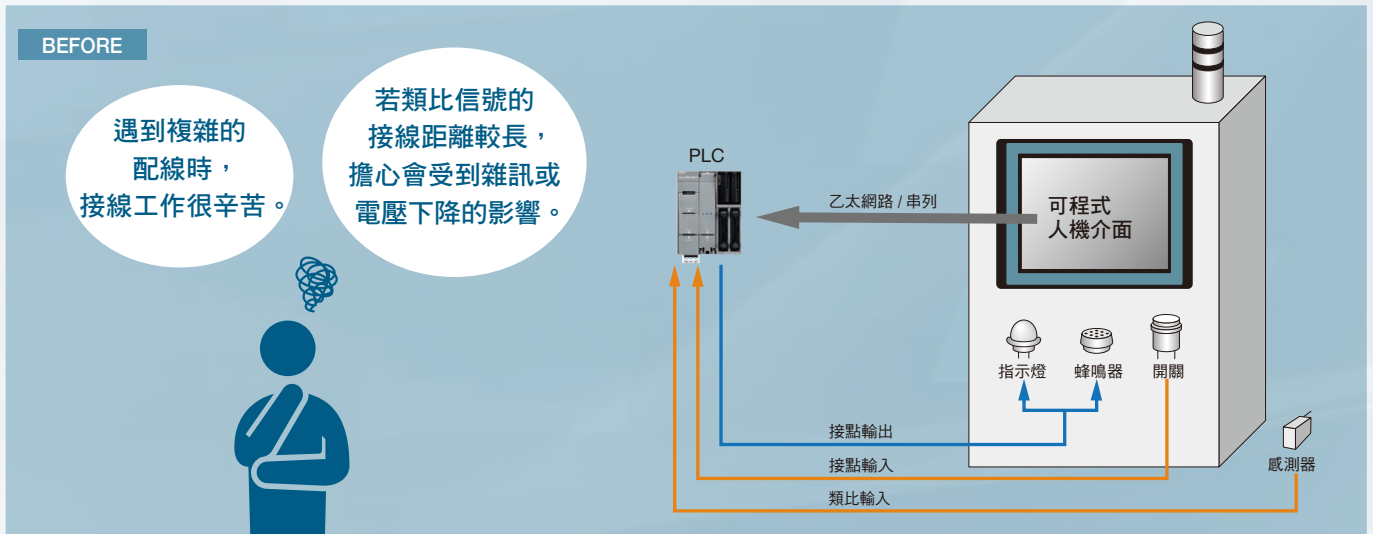 BEFORE
遇到複雜的
配線時，
接線工作很辛苦。
若類比信號的
接線距離較長，
擔心會受到雜訊或
電壓下降的影響。
PLC
乙太網路 / 串列
可程式
人機介面
指示燈
蜂鳴器
開關
接點輸出
接點輸入
類比輸入
感測器